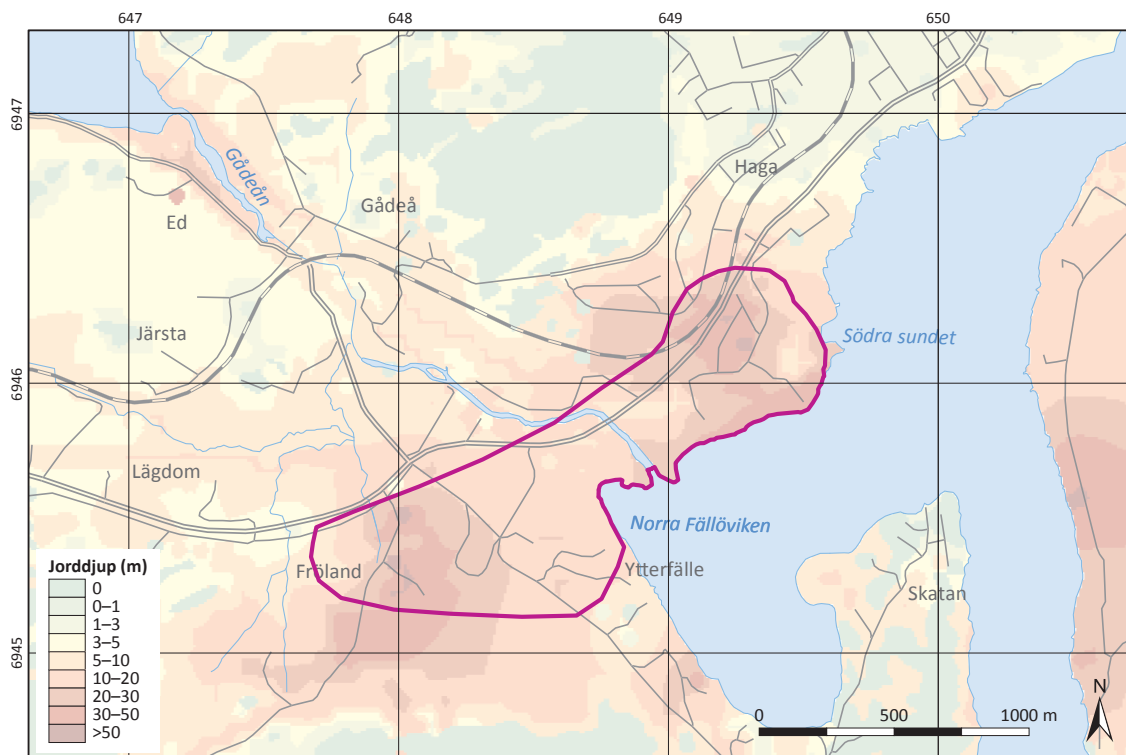 647
648
649
650
6947
6946
6945
Gådeån
Haga
Ed
Gådeå
Järsta
Södra sundet
Lägdom
Norra Fällöviken
Fröland
Ytterfälle
Skatan
Jorddjup (m)
0
0–1
1–3
3–5
5–10
10–20
20–30
30–50
>50
0 500 1000 m
N